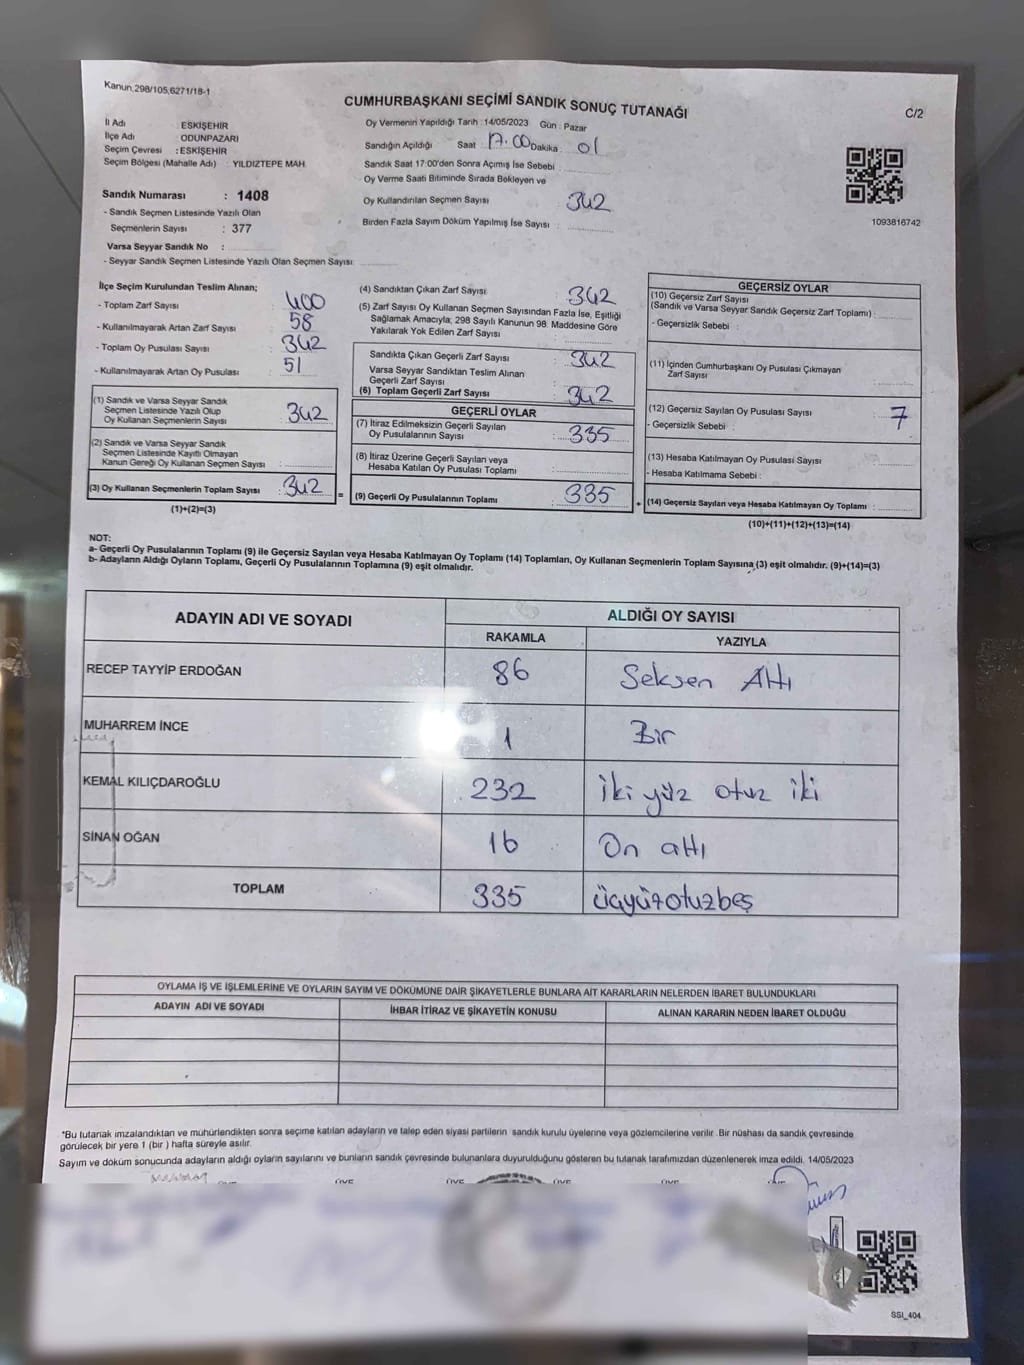 Kanun,298/105,6271/18-1
CUMHURBAŞKANI SEÇİMİ SANDIK SONUÇ TUTANAĞI
C/2
İl Adı : ESKİŞEHİR
İlçe Adı : ODUNPAZARI
Seçim Çevresi : ESKİŞEHİR
Seçim Bölgesi (Mahalle Adı) : YILDIZTEPE MAH.
Sandık Numarası : 1408
- Sandık Seçmen Listesinde Yazılı Olan
Seçmenlerin Sayısı : 377
Varsa Seyyar Sandık No :
- Seyyar Sandık Seçmen Listesinde Yazılı Olan Seçmen Sayısı
Oy Vermenin Yapıldığı Tarih :14/05/2023 Gün : Pazar
Sandığın Açıldığı Saat 17.00 Dakika 01
Sandık Saat 17:00'den Sonra Açımış İse Sebebi :
Oy Verme Saati Bitiminde Sırada Bekleyen ve
Oy Kullandırılan Seçmen Sayısı : 342
Birden Fazla Sayım Döküm Yapılmış İse Sayısı :
1093816742
İlçe Seçim Kurulundan Teslim Alınan;
- Toplam Zarf Sayısı : 400
- Kullanılmayarak Artan Zarf Sayısı : 58
- Toplam Oy Pusulası Sayısı : 342
- Kullanılmayarak Artan Oy Pusulası : 51
(1) Sandık ve Varsa Seyyar Sandık
Seçmen Listesinde Yazılı Olup
Oy Kullanan Seçmenlerin Sayısı : 342
(2) Sandık ve Varsa Seyyar Sandık
Seçmen Listesinde Kayıtlı Olmayan
Kanun Gereği Oy Kullanan Seçmen Sayısı :
(3) Oy Kullanan Seçmenlerin Toplam Sayısı : 342
(1)+(2)=(3)
=
(4) Sandıktan Çıkan Zarf Sayısı : 342
(5) Zarf Sayısı Oy Kullanan Seçmen Sayısından Fazla İse, Eşitliği
Sağlamak Amacıyla, 298 Sayılı Kanunun 98. Maddesine Göre
Yakılarak Yok Edilen Zarf Sayısı :
Sandıkta Çıkan Geçerli Zarf Sayısı : 342
Varsa Seyyar Sandıktan Teslim Alınan
Geçerli Zarf Sayısı :
(6) Toplam Geçerli Zarf Sayısı : 342
GEÇERLİ OYLAR
(7) İtiraz Edilmeksizin Geçerli Sayılan
Oy Pusulalarının Sayısı : 335
(8) İtiraz Üzerine Geçerli Sayılan veya
Hesaba Katılan Oy Pusulası Toplamı :
(9) Geçerli Oy Pusulalarının Toplamı : 335
+
GEÇERSİZ OYLAR
(10) Geçersiz Zarf Sayısı
(Sandık ve Varsa Seyyar Sandık Geçersiz Zarf Toplamı) :
- Geçersizlik Sebebi :
(11) İçinden Cumhurbaşkanı Oy Pusulası Çıkmayan
Zarf Sayısı :
(12) Geçersiz Sayılan Oy Pusulası Sayısı : 7
- Geçersizlik Sebebi :
(13) Hesaba Katılmayan Oy Pusulası Sayısı :
- Hesaba Katılmama Sebebi :
(14) Geçersiz Sayılan veya Hesaba Katılmayan Oy Toplamı :
(10)+(11)+(12)+(13)=(14)
NOT:
a- Geçerli Oy Pusulalarının Toplamı (9) ile Geçersiz Sayılan veya Hesaba Katılmayan Oy Toplamı (14) Toplamları, Oy Kullanan Seçmenlerin Toplam Sayısına (3) eşit olmalıdır. (9)+(14)=(3)
b- Adayların Aldığı Oyların Toplamı, Geçerli Oy Pusulalarının Toplamına (9) eşit olmalıdır.
ADAYIN ADI VE SOYADI
ALDIĞI OY SAYISI
RAKAMLA YAZIYLA
RECEP TAYYİP ERDOĞAN 86 Seksen Altı
MUHARREM İNCE 1 Bir
KEMAL KILIÇDAROĞLU 232 iki yüz otuz iki
SİNAN OĞAN 16 On altı
TOPLAM 335 üçyüzotuzbeş
OYLAMA İŞ VE İŞLEMLERİNE VE OYLARIN SAYIM VE DÖKÜMÜNE DAİR ŞİKAYETLERLE BUNLARA AİT KARARLARIN NELERDEN İBARET BULUNDUKLARI
ADAYIN ADI VE SOYADI İHBAR İTİRAZ VE ŞİKAYETİN KONUSU ALINAN KARARIN NEDEN İBARET OLDUĞU
*Bu tutanak imzalandıktan ve mühürlendikten sonra seçime katılan adayların ve talep eden siyasi partilerin sandık kurulu üyelerine veya gözlemcilerine verilir .Bir nüshası da sandık çevresinde
görülecek bir yere 1 (bir ) hafta süreyle asılır.
Sayım ve döküm sonucunda adayların aldığı oyların sayılarını ve bunların sandık çevresinde bulunanlara duyurulduğunu gösteren bu tutanak tarafımızdan düzenlenerek imza edildi. 14/05/2023
SSI_404